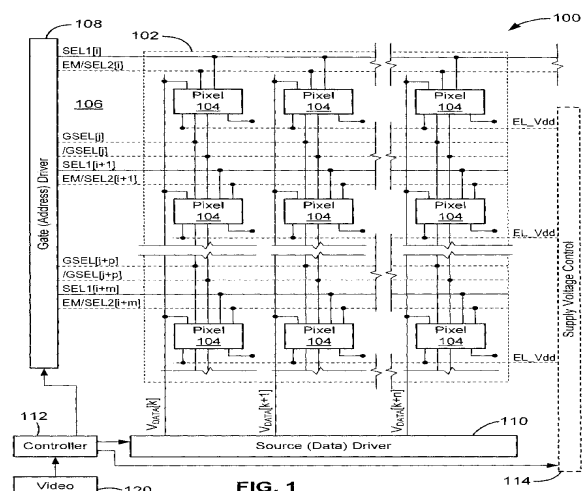 108
102
100
SEL1[i]
EM/SEL2[i]
106
Pixel 104
Pixel 104
Pixel 104
EL_Vdd
GSEL[j]
/GSEL[j]
SEL1[i+1]
EM/SEL2[i+1]
Pixel 104
Pixel 104
Pixel 104
EL_Vdd
GSEL[j+p]
/GSEL[j+p]
SEL1[i+m]
EM/SEL2[i+m]
Pixel 104
Pixel 104
Pixel 104
EL_Vdd
Gate (Address) Driver
Supply Voltage Control
VDATA[k]
VDATA[k+1]
VDATA[k+n]
112
110
Controller
Source (Data) Driver
114
Video
120
FIG. 1